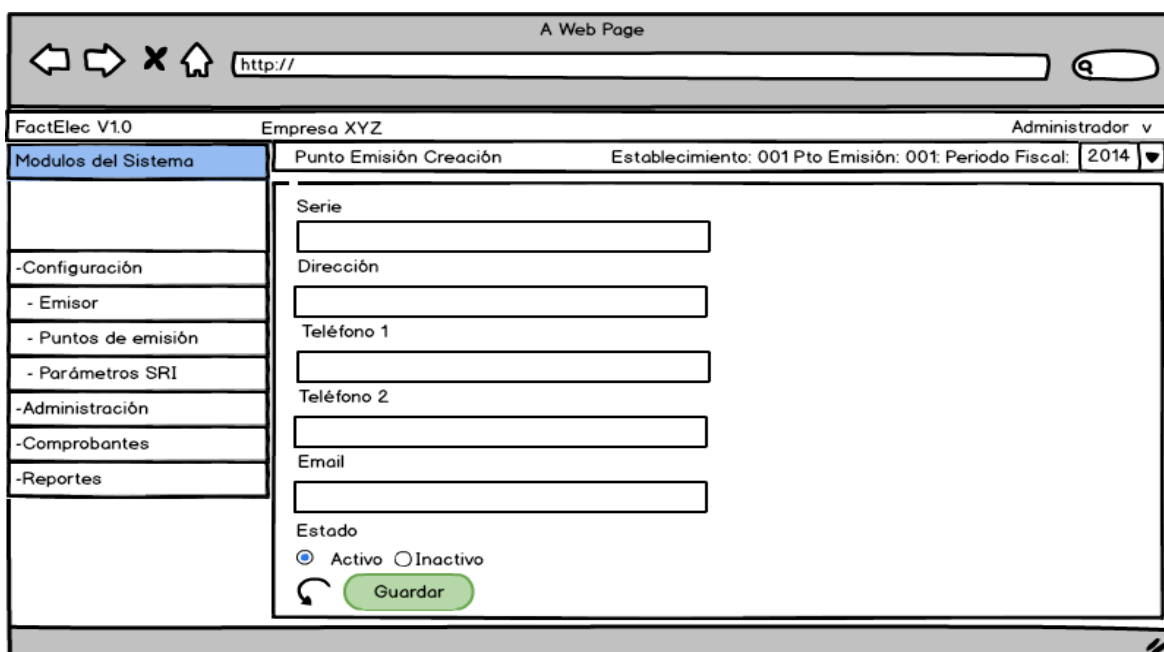 A Web Page
http://
FactElec V1.0 Empresa XYZ Administrador v
Modulos del Sistema
Punto Emisión Creación Establecimiento: 001 Pto Emisión: 001: Periodo Fiscal: 2014
-Configuración
- Emisor
- Puntos de emisión
- Parámetros SRI
-Administración
-Comprobantes
-Reportes
Serie
Dirección
Teléfono 1
Teléfono 2
Email
Estado
Activo Inactivo
Guardar